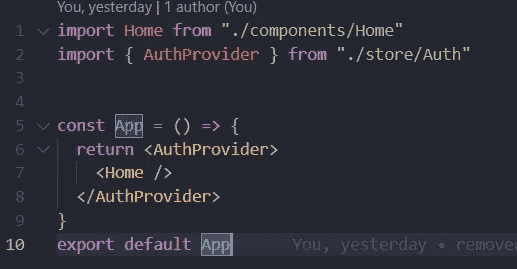 You, yesterday | 1 author (You)
1 import Home from "./components/Home"
2 import { AuthProvider } from "./store/Auth"
3
4
5 const App = () => {
6   return <AuthProvider>
7     <Home />
8   </AuthProvider>
9 }
10 export default App You, yesterday • removed